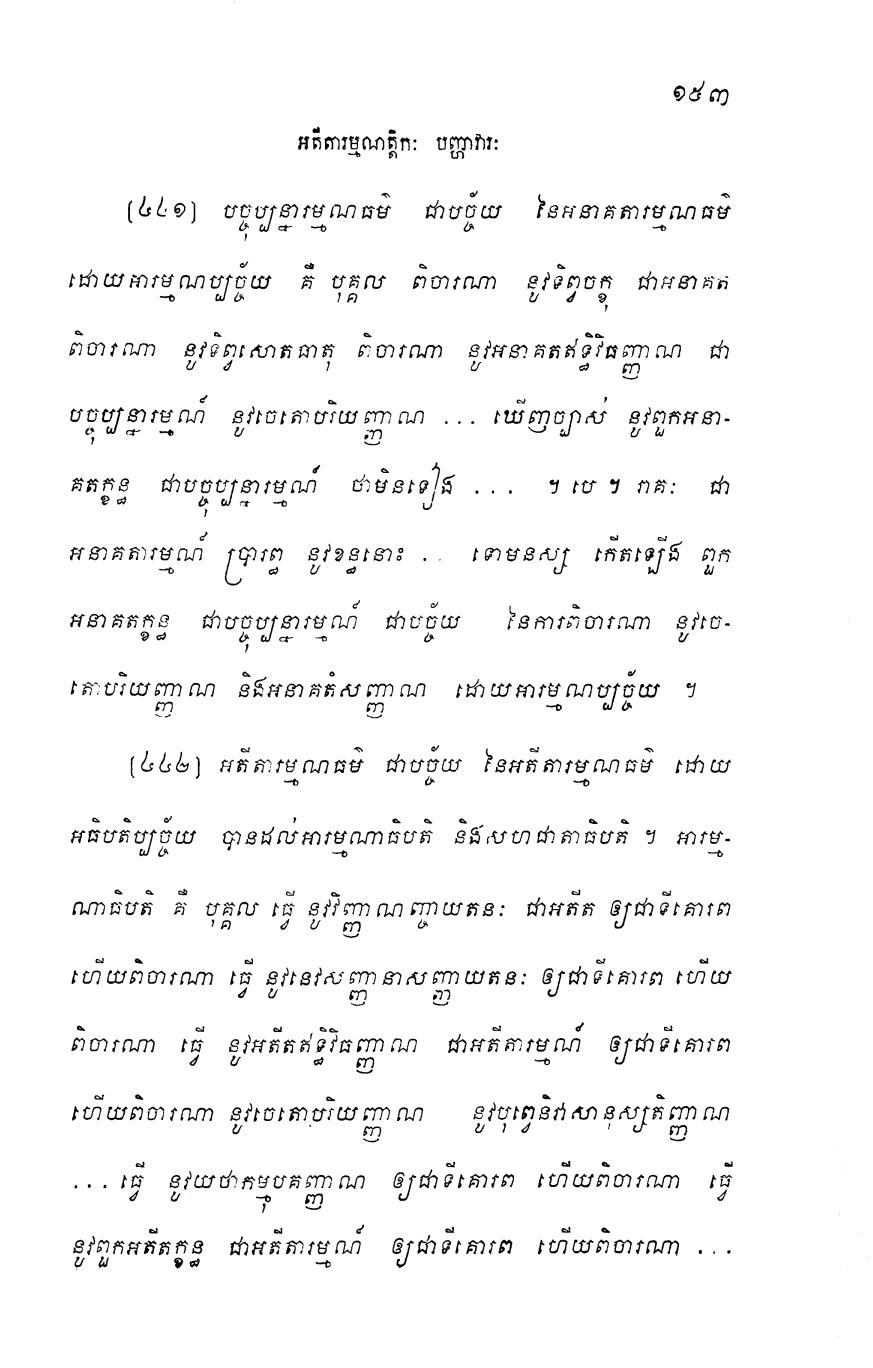 ១៥៣
អតីតារម្មណត្តិកៈ បញ្ហាវារៈ
(៤៤១) បច្ចុប្បន្នារម្មណធម៌ ជាបច្ច័យ នៃអនាគតារម្មណធម៌
ដោយអារម្មណប្បច្ច័យ គឺ បុគ្គល ពិចារណា នូវទិព្វចក្ខុ ជាអនាគត
ពិចារណា នូវទិព្វសោតធាតុ ពិចារណា នូវអនាគតឥទ្ធិវិធញ្ញាណ ជា
បច្ចុប្បន្នារម្មណ៍ នូវចេតោបរិយញ្ញាណ ... ឃើញច្បាស់ នូវពួកអនា-
គតក្ខន្ធ ជាបច្ចុប្បន្នារម្មណ៍ ថាមិនទៀង ... ។ បេ ។ រាគៈ ជា
អនាគតារម្មណ៍ ប្រារព្ធ នូវខន្ធនោះ .. ទោមនស្ស កើតឡើង ពួក
អនាគតក្ខន្ធ ជាបច្ចុប្បន្នារម្មណ៍ ជាបច្ច័យ នៃការពិចារណា នូវចេ-
តោបរិយញ្ញាណ និងអនាគតំសញ្ញាណ ដោយអារម្មណប្បច្ច័យ ។
(៤៤២) អតីតារម្មណធម៌ ជាបច្ច័យ នៃអតីតារម្មណធម៌ ដោយ
អធិបតិប្បច្ច័យ បានដល់អារម្មណាធិបតិ និងសហជាតាធិបតិ ។ អារម្ម-
ណាធិបតិ គឺ បុគ្គល ធ្វើ នូវវិញ្ញាណញ្ចាយតនៈ ជាអតីត ឲ្យជាទីគោរព
ហើយពិចារណា ធ្វើ នូវនេវសញ្ញានាសញ្ញាយតនៈ ឲ្យជាទីគោរព ហើយ
ពិចារណា ធ្វើ នូវអតីតឥទ្ធិវិធញ្ញាណ ជាអតីតារម្មណ៍ ឲ្យជាទីគោរព
ហើយពិចារណា នូវចេតោបរិយញ្ញាណ នូវបុព្វេនិវាសានុស្សតិញ្ញាណ
... ធ្វើ នូវយថាកម្មុបគញ្ញាណ ឲ្យជាទីគោរព ហើយពិចារណា ធ្វើ
នូវពួកអតីតក្ខន្ធ ជាអតីតារម្មណ៍ ឲ្យជាទីគោរព ហើយពិចារណា ...